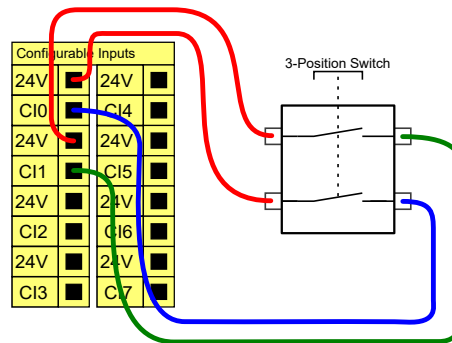 Configurable Inputs
3-Position Switch
24V 24V
CI0 CI4
24V 24V
CI1 CI5
24V 24V
CI2 CI6
24V 24V
CI3 CI7